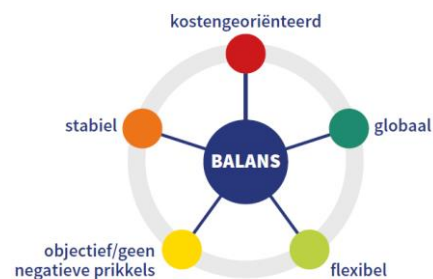 kostengeoriënteerd
stabiel
globaal
BALANS
objectief/geen
negatieve prikkels
flexibel